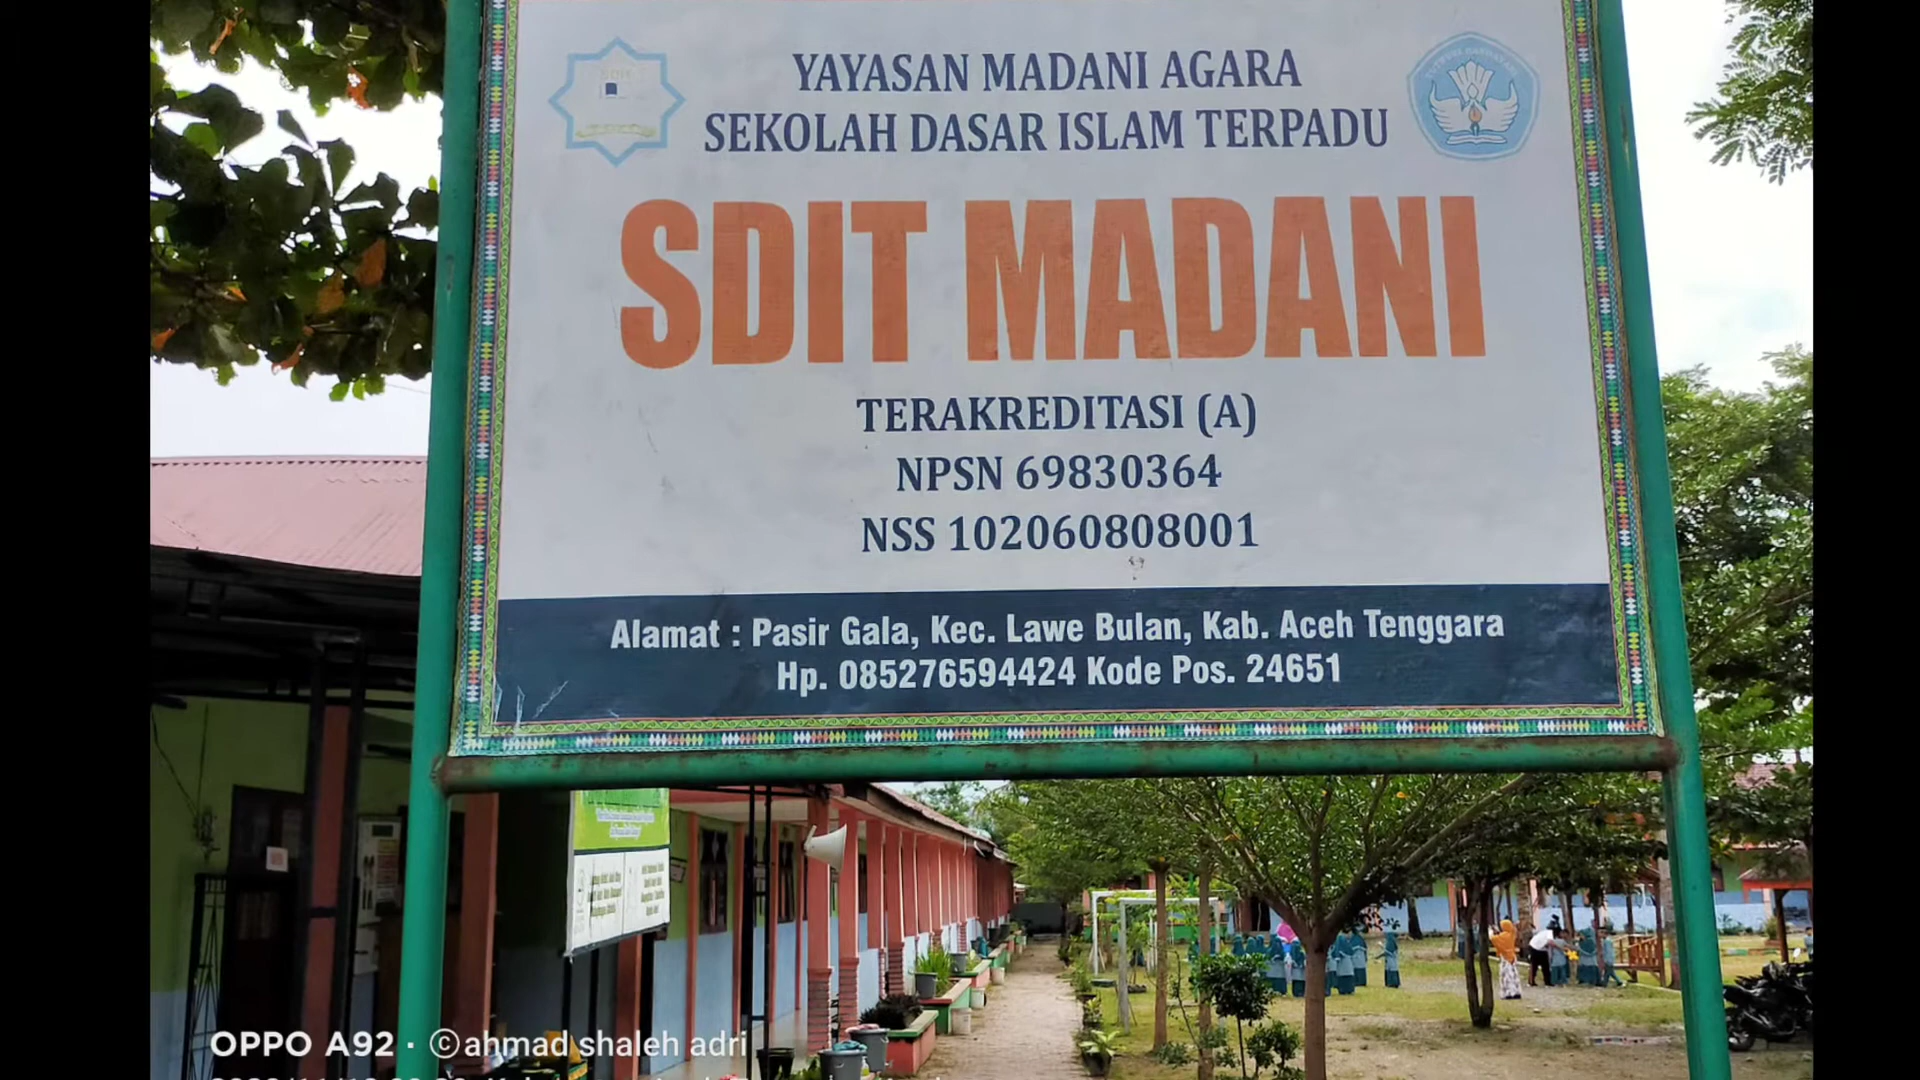 YAYASAN MADANI AGARA
SEKOLAH DASAR ISLAM TERPADU
SDIT MADANI
TERAKREDITASI (A)
NPSN 69830364
NSS 102060808001
Alamat : Pasir Gala, Kec. Lawe Bulan, Kab. Aceh Tenggara
Hp. 085276594424 Kode Pos. 24651
OPPO A92 · ©ahmad shaleh adri